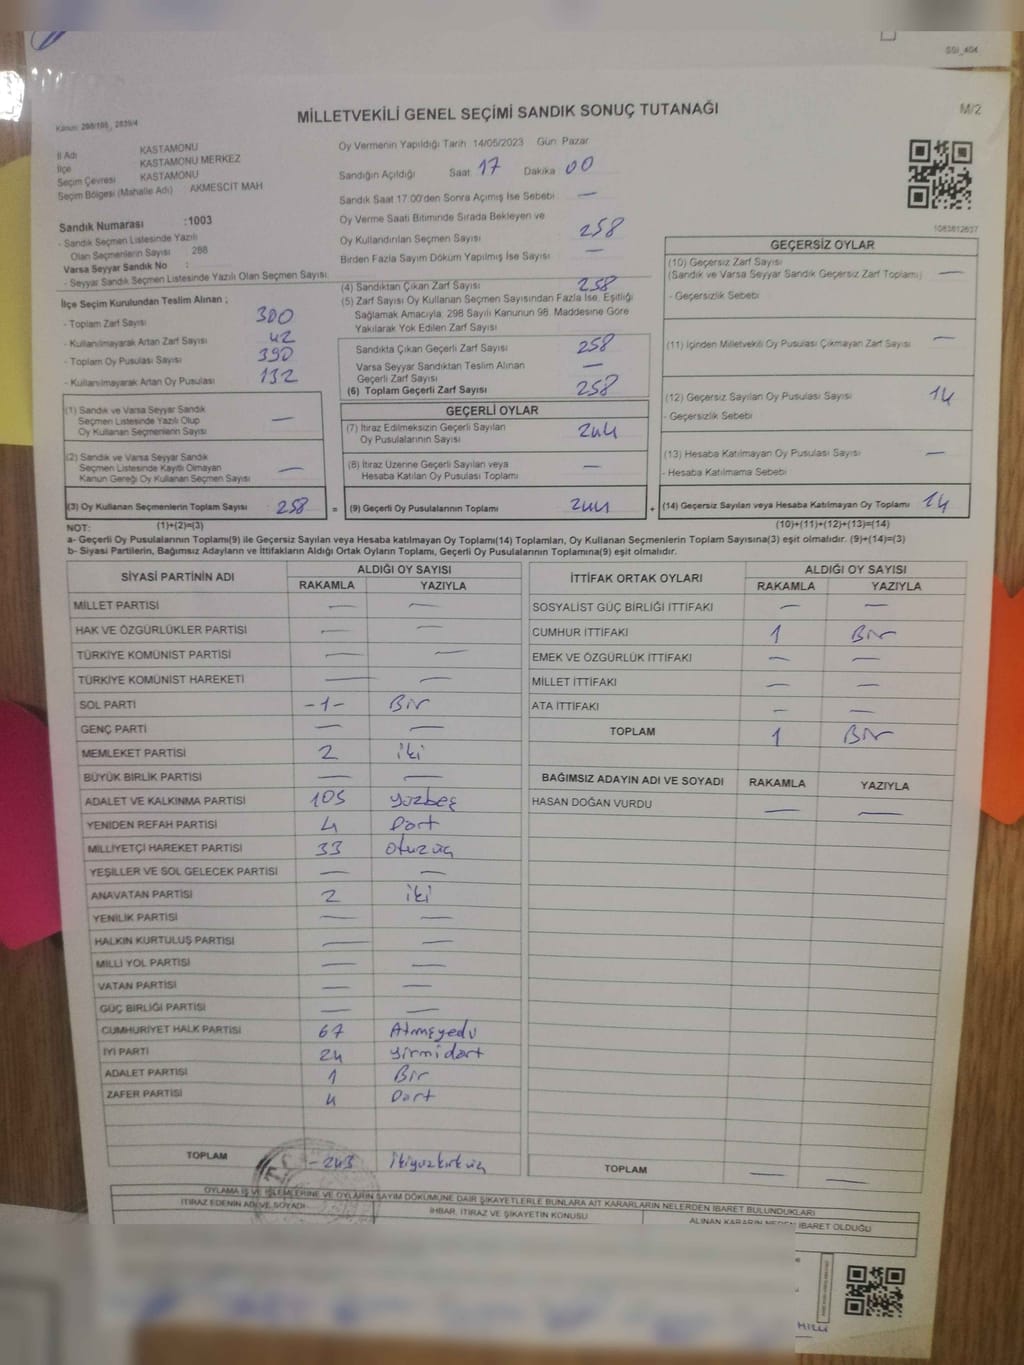 SSİ_404
MİLLETVEKİLİ GENEL SEÇİMİ SANDIK SONUÇ TUTANAĞI
M/2
Kanun: 298/105, 2839/4
İl Adı KASTAMONU
İlçe KASTAMONU MERKEZ
Seçim Çevresi KASTAMONU
Seçim Bölgesi (Mahalle Adı) : AKMESCİT MAH
Sandık Numarası :1003
- Sandık Seçmen Listesinde Yazılı
Olan Seçmenlerin Sayısı : 288
Varsa Seyyar Sandık No :
- Seyyar Sandık Seçmen Listesinde Yazılı Olan Seçmen Sayısı:
Oy Vermenin Yapıldığı Tarih 14/05/2023 Gün Pazar
Sandığın Açıldığı Saat 17 Dakika 00
Sandık Saat 17.00'den Sonra Açılmış İse Sebebi : —
Oy Verme Saati Bitiminde Sırada Bekleyen ve
Oy Kullandırılan Seçmen Sayısı 258
Birden Fazla Sayım Döküm Yapılmış İse Sayısı —
1083812637
İlçe Seçim Kurulundan Teslim Alınan ;
- Toplam Zarf Sayısı 300
- Kullanılmayarak Artan Zarf Sayısı 42
- Toplam Oy Pusulası Sayısı 390
- Kullanılmayarak Artan Oy Pusulası 132
(4) Sandıktan Çıkan Zarf Sayısı 258
(5) Zarf Sayısı Oy Kullanan Seçmen Sayısından Fazla İse, Eşitliği
Sağlamak Amacıyla; 298 Sayılı Kanunun 98. Maddesine Göre
Yakılarak Yok Edilen Zarf Sayısı
Sandıkta Çıkan Geçerli Zarf Sayısı 258
Varsa Seyyar Sandıktan Teslim Alınan
Geçerli Zarf Sayısı —
(6) Toplam Geçerli Zarf Sayısı 258
GEÇERSİZ OYLAR
(10) Geçersiz Zarf Sayısı
(Sandık ve Varsa Seyyar Sandık Geçersiz Zarf Toplamı) —
- Geçersizlik Sebebi
(11) İçinden Milletvekili Oy Pusulası Çıkmayan Zarf Sayısı —
(12) Geçersiz Sayılan Oy Pusulası Sayısı 14
- Geçersizlik Sebebi
(13) Hesaba Katılmayan Oy Pusulası Sayısı —
- Hesaba Katılmama Sebebi
(14) Geçersiz Sayılan veya Hesaba Katılmayan Oy Toplamı 14
(10)+(11)+(12)+(13)=(14)
(1) Sandık ve Varsa Seyyar Sandık
Seçmen Listesinde Yazılı Olup
Oy Kullanan Seçmenlerin Sayısı —
(2) Sandık ve Varsa Seyyar Sandık
Seçmen Listesinde Kayıtlı Olmayan
Kanun Gereği Oy Kullanan Seçmen Sayısı —
(3) Oy Kullanan Seçmenlerin Toplam Sayısı 258 =
(1)+(2)=(3)
GEÇERLİ OYLAR
(7) İtiraz Edilmeksizin Geçerli Sayılan
Oy Pusulalarının Sayısı 244
(8) İtiraz Üzerine Geçerli Sayılan veya
Hesaba Katılan Oy Pusulası Toplamı —
(9) Geçerli Oy Pusulalarının Toplamı 244 +
NOT:
a- Geçerli Oy Pusulalarının Toplamı(9) ile Geçersiz Sayılan veya Hesaba katılmayan Oy Toplamı(14) Toplamları, Oy Kullanan Seçmenlerin Toplam Sayısına(3) eşit olmalıdır. (9)+(14)=(3)
b- Siyasi Partilerin, Bağımsız Adayların ve İttifakların Aldığı Ortak Oyların Toplamı, Geçerli Oy Pusulalarının Toplamına(9) eşit olmalıdır.
SİYASİ PARTİNİN ADI ALDIĞI OY SAYISI
RAKAMLA YAZIYLA
MİLLET PARTİSİ — —
HAK VE ÖZGÜRLÜKLER PARTİSİ — —
TÜRKİYE KOMÜNİST PARTİSİ — —
TÜRKİYE KOMÜNİST HAREKETİ — —
SOL PARTİ -1- Bir
GENÇ PARTİ — —
MEMLEKET PARTİSİ 2 iki
BÜYÜK BİRLİK PARTİSİ — —
ADALET VE KALKINMA PARTİSİ 105 yüzbeş
YENİDEN REFAH PARTİSİ 4 Dört
MİLLİYETÇİ HAREKET PARTİSİ 33 otuzüç
YEŞİLLER VE SOL GELECEK PARTİSİ — —
ANAVATAN PARTİSİ 2 iki
YENİLİK PARTİSİ — —
HALKIN KURTULUŞ PARTİSİ — —
MİLLİ YOL PARTİSİ — —
VATAN PARTİSİ — —
GÜÇ BİRLİĞİ PARTİSİ — —
CUMHURİYET HALK PARTİSİ 67 Atmışyedi
İYİ PARTİ 24 yirmidört
ADALET PARTİSİ 1 Bir
ZAFER PARTİSİ 4 Dört
TOPLAM -243 ikiyüzkırküç
İTTİFAK ORTAK OYLARI ALDIĞI OY SAYISI
RAKAMLA YAZIYLA
SOSYALİST GÜÇ BİRLİĞİ İTTİFAKI — —
CUMHUR İTTİFAKI 1 Bir
EMEK VE ÖZGÜRLÜK İTTİFAKI — —
MİLLET İTTİFAKI — —
ATA İTTİFAKI — —
TOPLAM 1 Bir
BAĞIMSIZ ADAYIN ADI VE SOYADI RAKAMLA YAZIYLA
HASAN DOĞAN VURDU — —
TOPLAM — —
OYLAMA İŞ VE İŞLEMLERİNE VE OYLARIN SAYIM DÖKÜMÜNE DAİR ŞİKAYETLERLE BUNLARA AİT KARARLARIN NELERDEN İBARET BULUNDUKLARI
İTİRAZ EDENİN ADI VE SOYADI İHBAR, İTİRAZ VE ŞİKAYETİN KONUSU ALINAN KARARIN NEDEN İBARET OLDUĞU